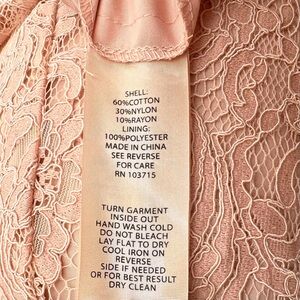 SHELL:
60%COTTON
30%NYLON
10%RAYON
LINING:
100%POLYESTER
MADE IN CHINA
SEE REVERSE
FOR CARE
RN 103715
TURN GARMENT
INSIDE OUT
HAND WASH COLD
DO NOT BLEACH
LAY FLAT TO DRY
COOL IRON ON
REVERSE
SIDE IF NEEDED
OR FOR BEST RESULT
DRY CLEAN